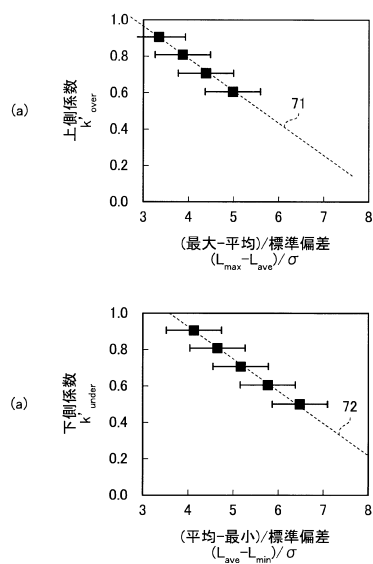 (a)
上側係数
k'over
1.0
0.8
0.6
0.4
0.2
0.0
71
3 4 5 6 7 8
(最大-平均)/標準偏差
(Lmax-Lave)/σ
(a)
下側係数
k'under
1.0
0.8
0.6
0.4
0.2
0.0
72
3 4 5 6 7 8
(平均-最小)/標準偏差
(Lave-Lmin)/σ